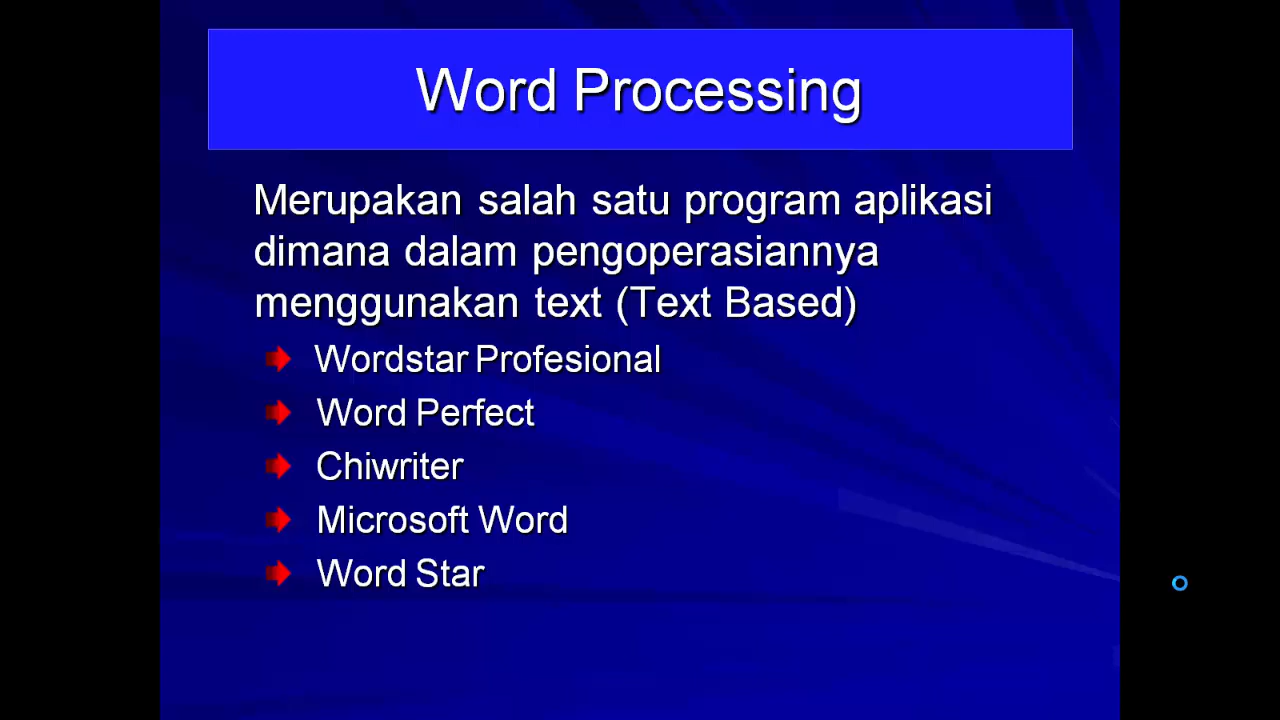 Word Processing
Merupakan salah satu program aplikasi
dimana dalam pengoperasiannya
menggunakan text (Text Based)
Wordstar Profesional
Word Perfect
Chiwriter
Microsoft Word
Word Star